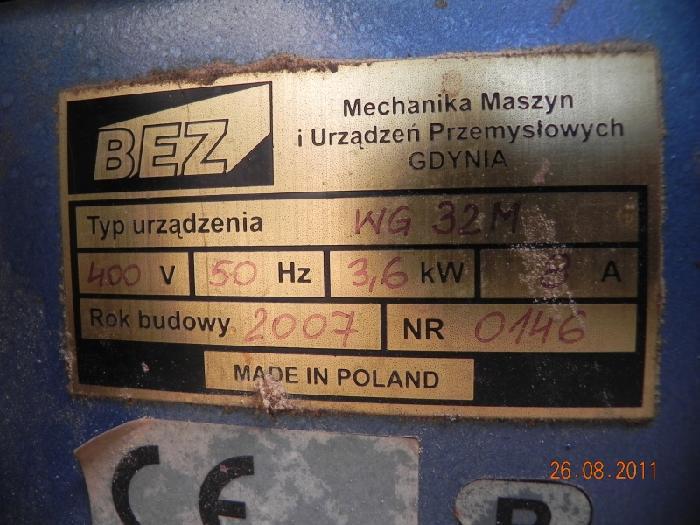 BEZ
Mechanika Maszyn
i Urządzeń Przemysłowych
GDYNIA
Typ urządzenia WG 32M
400 V 50 Hz 3,6 kW 8 A
Rok budowy 2007 NR 0146
MADE IN POLAND
CE
26.08.2011